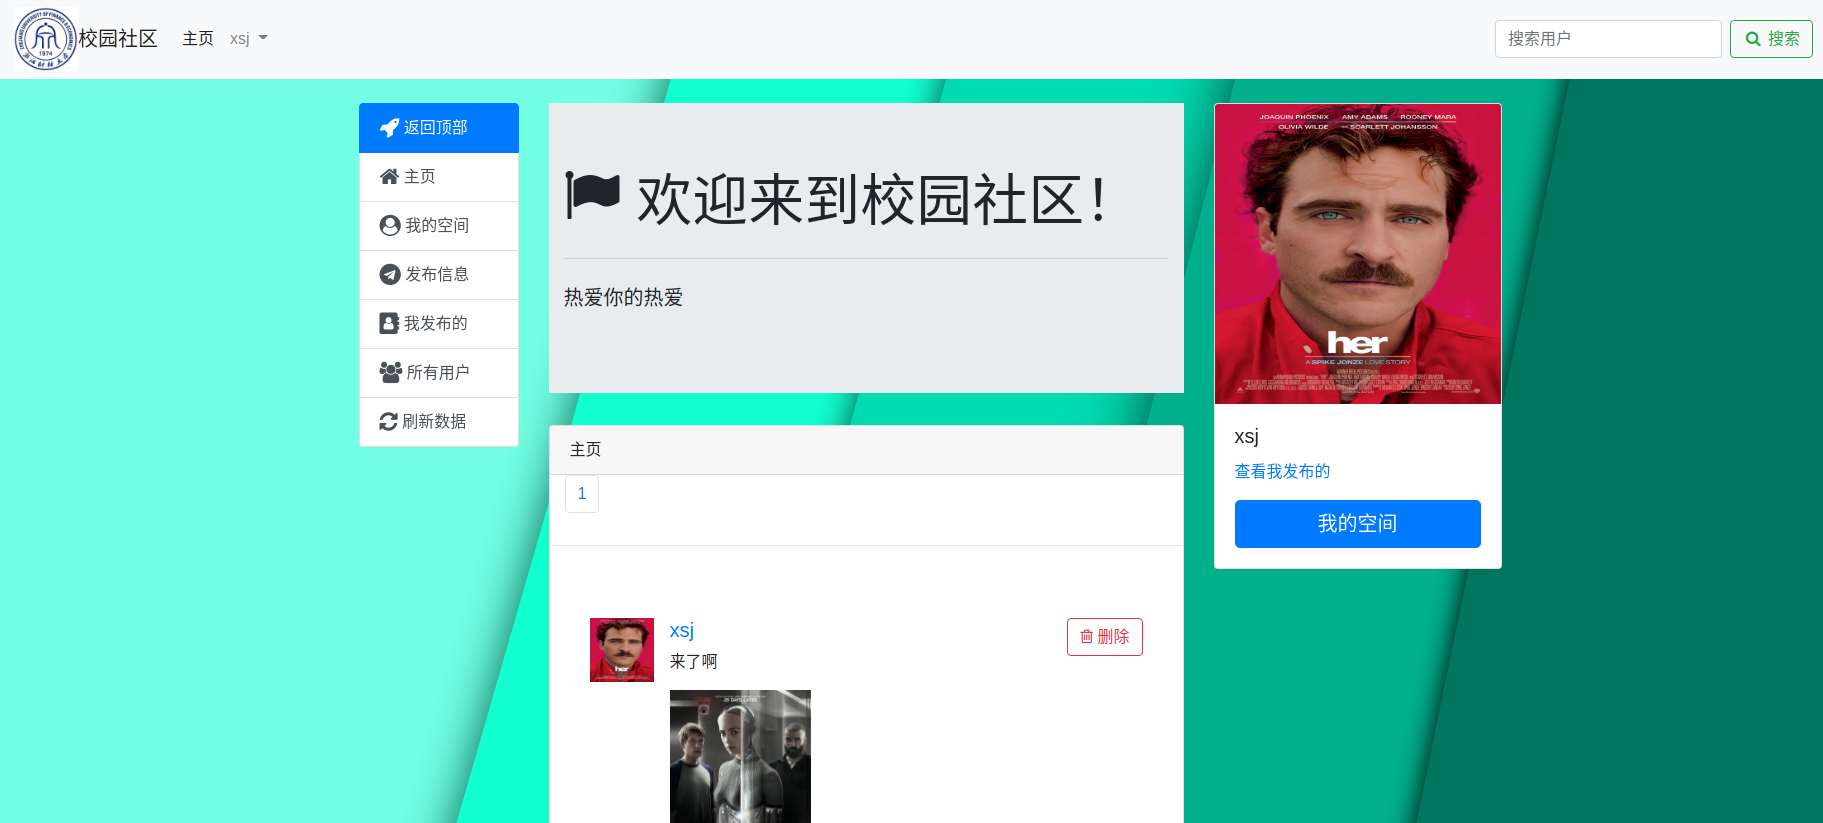 校园社区
主页
xsj
搜索用户
搜索
返回顶部
主页
我的空间
发布信息
我发布的
所有用户
刷新数据
欢迎来到校园社区！
热爱你的热爱
主页
1
xsj
来了啊
删除
JOAQUIN PHOENIX AMY ADAMS ROONEY MARA
OLIVIA WILDE SCARLETT JOHANSSON
her
A SPIKE JONZE LOVE STORY
xsj
查看我发布的
我的空间